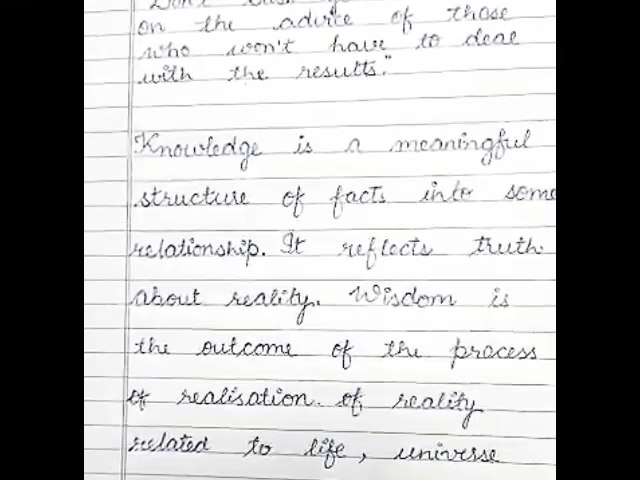 on the advice of those
who won't have to deal
with the results."
Knowledge is a meaningful
structure of facts into some
relationship. It reflects truth
about reality. Wisdom is
the outcome of the process
of realisation of reality
related to life, universe